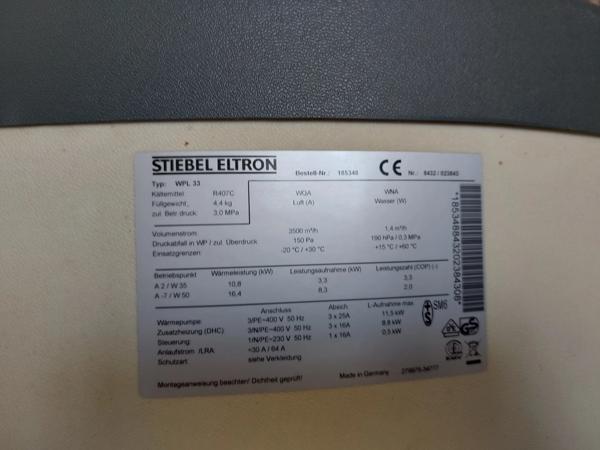 STIEBEL ELTRON
Bestell-Nr.: 185348 CE Nr.: 8432 / 023843
Typ: WPL 33
Kältemittel: R407C WQA WNA
Füllgewicht.: 4,4 kg Luft (A) Wasser (W)
zul. Betr.druck: 3,0 MPa
Volumenstrom: 3500 m³/h 1,4 m³/h
Druckabfall in WP / zul. Überdruck 150 Pa 190 hPa / 0,3 MPa
Einsatzgrenzen: -20 °C / +30 °C +15 °C / +60 °C
Betriebspunkt Wärmeleistung (kW) Leistungsaufnahme (kW) Leistungszahl (COP) (-)
A 2 / W 35 10,8 3,3 3,3
A -7 / W 50 16,4 8,3 2,0
Anschluss Absich. L-Aufnahme max.
Wärmepumpe: 3/PE~400 V 50 Hz 3 x 25A 11,5 kW
Zusatzheizung (DHC): 3/N/PE~400 V 50 Hz 3 x 16A 8,8 kW
Steuerung: 1/N/PE~230 V 50 Hz 1 x 16A 0,5 kW
Anlaufstrom /LRA: <30 A / 64 A
Schutzart: siehe Verkleidung
Montageanweisung beachten! Dichtheit geprüft! Made in Germany
SM6
GS